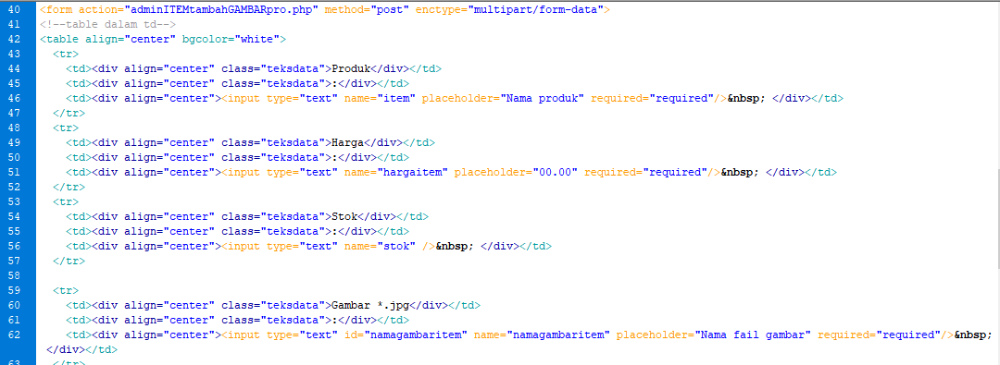 40 <form action="adminITEMtambahGAMBARpro.php" method="post" enctype="multipart/form-data">
41 <!--table dalam td-->
42 <table align="center" bgcolor="white">
43 <tr>
44 <td><div align="center" class="teksdata">Produk</div></td>
45 <td><div align="center" class="teksdata">:</div></td>
46 <td><div align="center"><input type="text" name="item" placeholder="Nama produk" required="required"/>&nbsp; </div></td>
47 </tr>
48 <tr>
49 <td><div align="center" class="teksdata">Harga</div></td>
50 <td><div align="center" class="teksdata">:</div></td>
51 <td><div align="center"><input type="text" name="hargaitem" placeholder="00.00" required="required"/>&nbsp; </div></td>
52 </tr>
53 <tr>
54 <td><div align="center" class="teksdata">Stok</div></td>
55 <td><div align="center" class="teksdata">:</div></td>
56 <td><div align="center"><input type="text" name="stok" />&nbsp; </div></td>
57 </tr>
58
59 <tr>
60 <td><div align="center" class="teksdata">Gambar *.jpg</div></td>
61 <td><div align="center" class="teksdata">:</div></td>
62 <td><div align="center"><input type="text" id="namagambaritem" name="namagambaritem" placeholder="Nama fail gambar" required="required"/>&nbsp;
</div></td>
63 </tr>